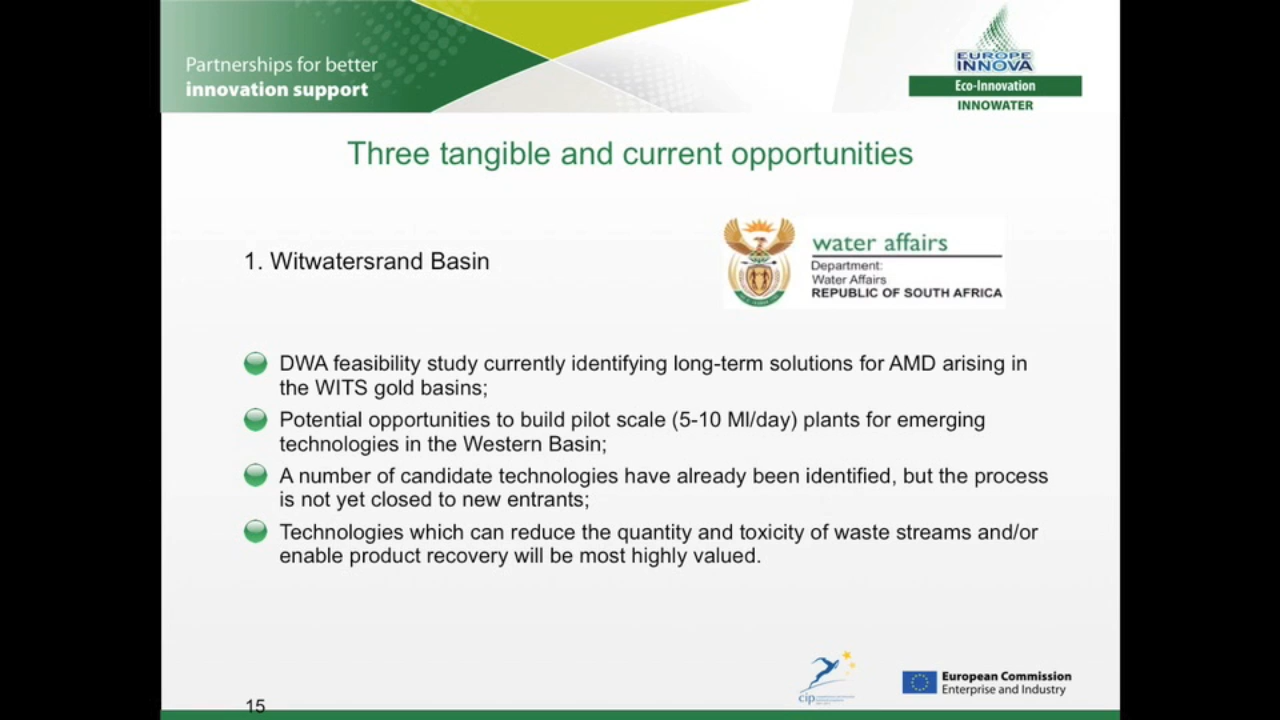 Partnerships for better
innovation support
EUROPE
INNOVA
Eco-Innovation
INNOWATER
Three tangible and current opportunities
1. Witwatersrand Basin
water affairs
Department:
Water Affairs
REPUBLIC OF SOUTH AFRICA
DWA feasibility study currently identifying long-term solutions for AMD arising in
the WITS gold basins;
Potential opportunities to build pilot scale (5-10 Ml/day) plants for emerging
technologies in the Western Basin;
A number of candidate technologies have already been identified, but the process
is not yet closed to new entrants;
Technologies which can reduce the quantity and toxicity of waste streams and/or
enable product recovery will be most highly valued.
cip
European Commission
Enterprise and Industry
15